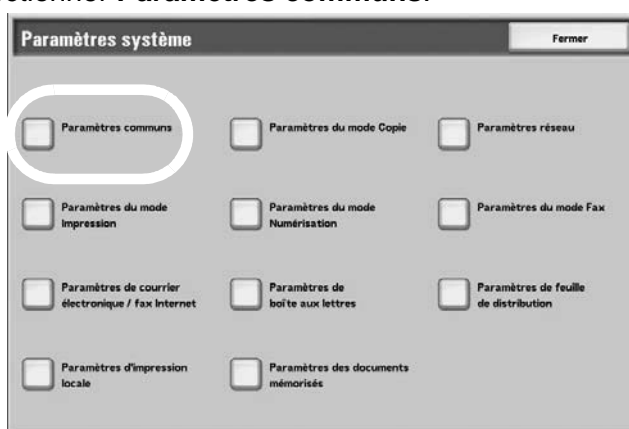 Paramètres communs.
Paramètres système
Fermer
Paramètres communs
Paramètres du mode Copie
Paramètres réseau
Paramètres du mode
Impression
Paramètres du mode
Numérisation
Paramètres du mode Fax
Paramètres de courrier
électronique / fax Internet
Paramètres de
boîte aux lettres
Paramètres de feuille
de distribution
Paramètres d'impression
locale
Paramètres des documents
mémorisés